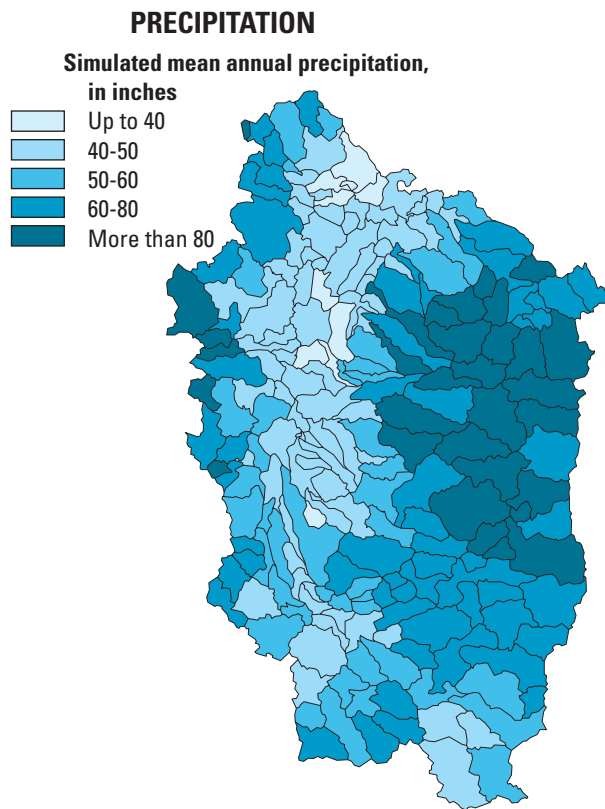 PRECIPITATION
Simulated mean annual precipitation,
in inches
Up to 40
40-50
50-60
60-80
More than 80